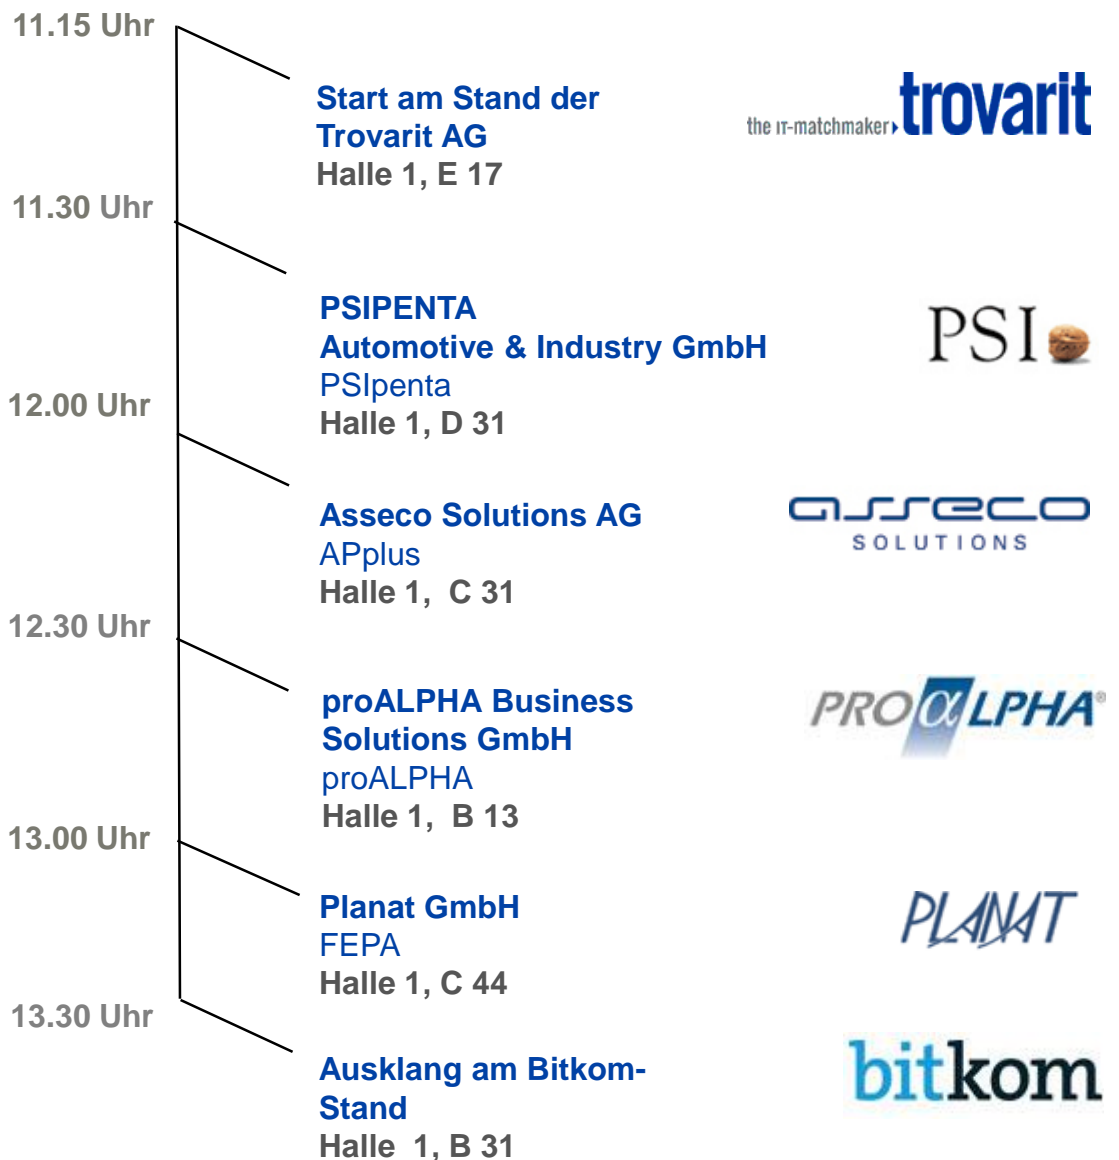 11.15 Uhr
Start am Stand der
Trovarit AG
Halle 1, E 17
the IT-matchmaker trovarit
11.30 Uhr
PSIPENTA
Automotive & Industry GmbH
PSIpenta
Halle 1, D 31
PSI
12.00 Uhr
Asseco Solutions AG
APplus
Halle 1, C 31
asseco
SOLUTIONS
12.30 Uhr
proALPHA Business
Solutions GmbH
proALPHA
Halle 1, B 13
PROαLPHA®
13.00 Uhr
Planat GmbH
FEPA
Halle 1, C 44
PLANAT
13.30 Uhr
Ausklang am Bitkom-
Stand
Halle 1, B 31
bitkom